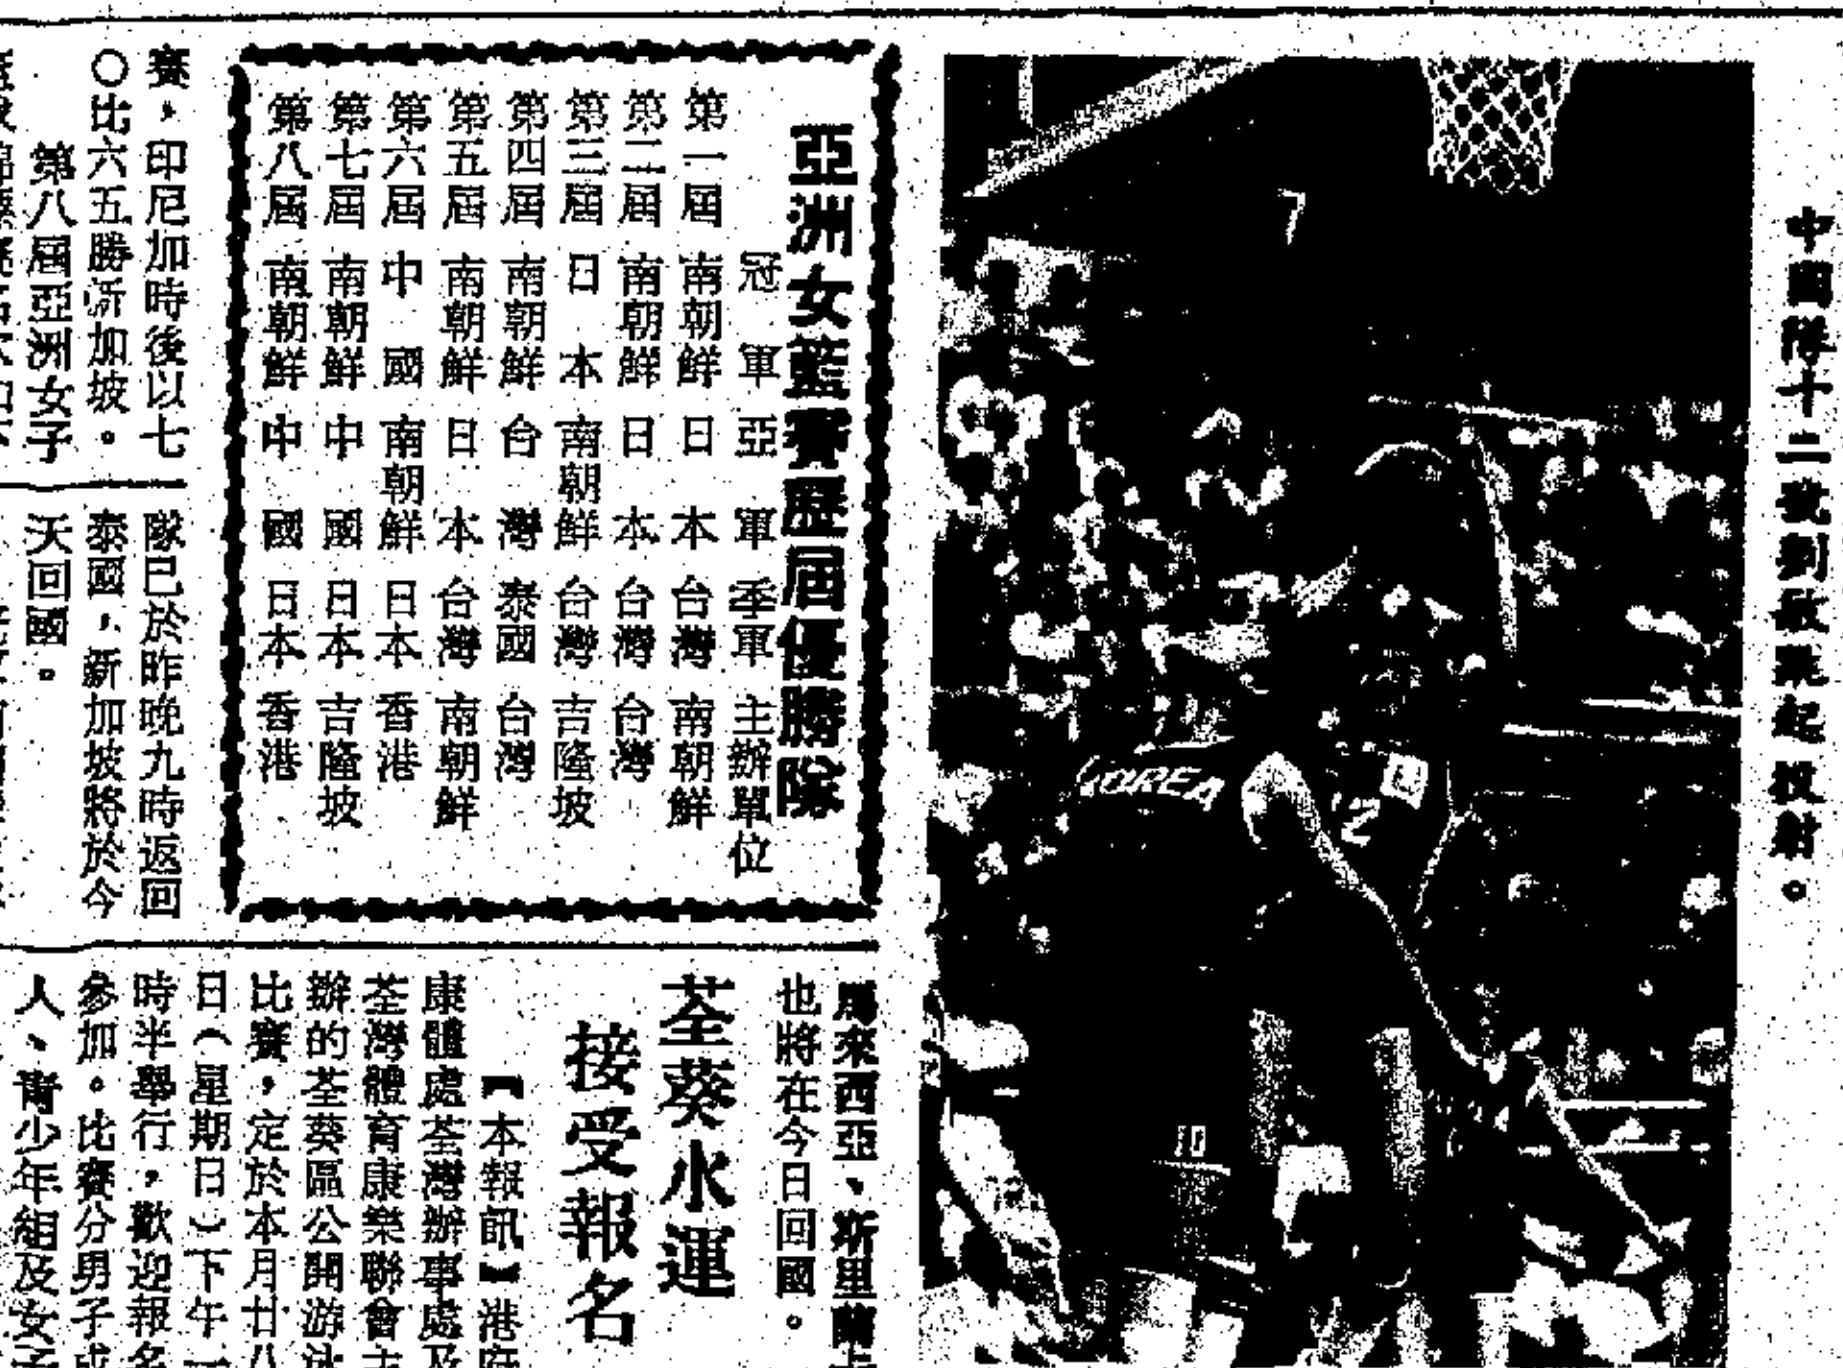 中國隊十二號劉敏果起投射。
7
KOREA
10
亞洲女籃賽歷屆優勝隊
冠軍 亞軍 季軍 主辦單位
第一屆 南朝鮮 日本 台灣 南朝鮮
第二屆 南朝鮮 日本 台灣 台灣
第三屆 日本 南朝鮮 台灣 吉隆坡
第四屆 南朝鮮 台灣 泰國 台灣
第五屆 南朝鮮 日本 台灣 南朝鮮
第六屆 中國 南朝鮮 日本 香港
第七屆 南朝鮮 中國 日本 吉隆坡
第八屆 南朝鮮 中國 日本 香港
賽,印尼加時後以七
〇比六五勝新加坡。
第八屆亞洲女子
隊已於昨晚九時返回
泰國,新加坡將於今
天回國。
馬來西亞、斯里蘭卡
也將在今日回國。
荃葵水運
接受報名
【本報訊】港府
康體處荃灣辦事處及
荃灣體育康樂聯會主
辦的荃葵區公開游泳
比賽,定於本月廿八
日(星期日)下午一
時半舉行,歡迎報名
參加。比賽分男子成
人、青少年組及女子